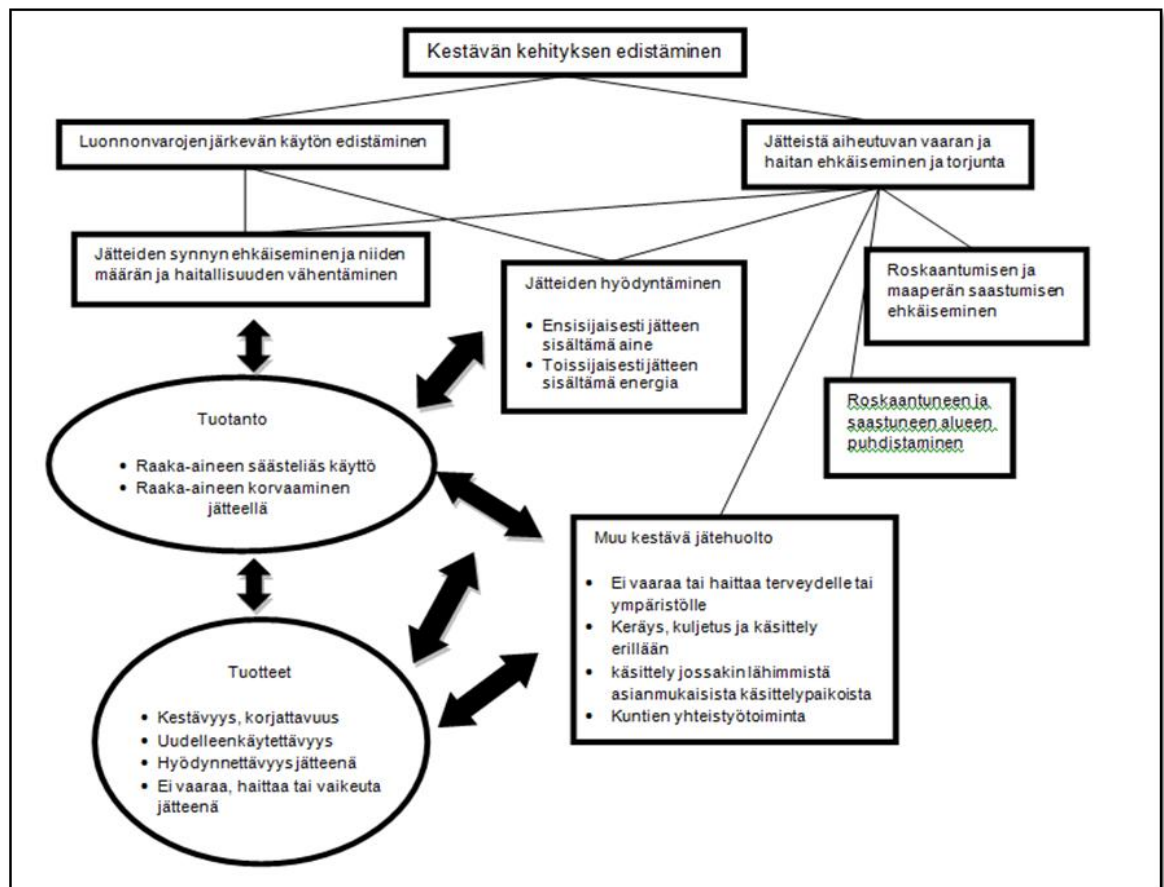 Kestävän kehityksen edistäminen
Luonnonvarojen järkevän käytön edistäminen
Jätteistä aiheutuvan vaaran ja
haitan ehkäiseminen ja torjunta
Jätteiden synnyn ehkäiseminen ja niiden
määrän ja haitallisuuden vähentäminen
Jätteiden hyödyntäminen
• Ensisijaisesti jätteen
sisältämä aine
• Toissijaisesti jätteen
sisältämä energia
Roskaantumisen ja
maaperän saastumisen
ehkäiseminen
Roskaantuneen ja
saastuneen alueen
puhdistaminen
Tuotanto
• Raaka-aineen säästeliäs käyttö
• Raaka-aineen korvaaminen
jätteellä
Muu kestävä jätehuolto
• Ei vaaraa tai haittaa terveydelle tai
ympäristölle
• Keräys, kuljetus ja käsittely
erillään
• käsittely jossakin lähimmistä
asianmukaisista käsittelypaikoista
• Kuntien yhteistyötoiminta
Tuotteet
• Kestävyys, korjattavuus
• Uudelleenkäytettävyys
• Hyödynnettävyys jätteenä
• Ei vaaraa, haittaa tai vaikeuta
jätteenä